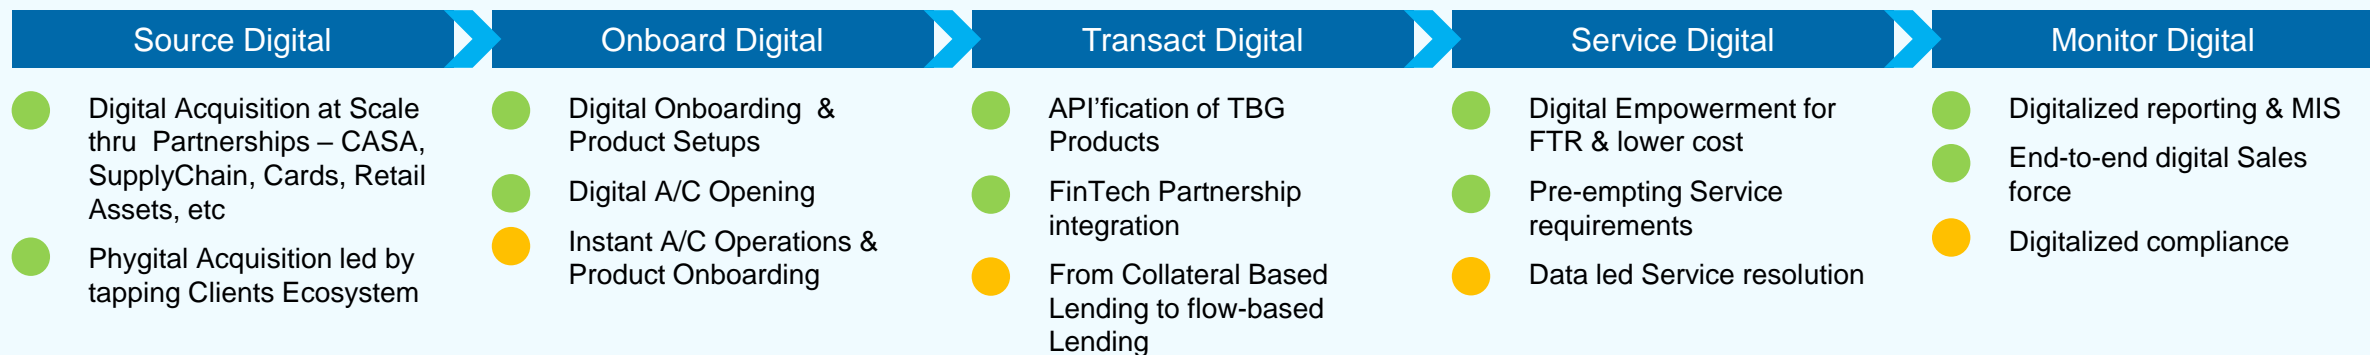 Source Digital
Onboard Digital
Transact Digital
Service Digital
Monitor Digital
Digital Acquisition at Scale
thru Partnerships – CASA,
SupplyChain, Cards, Retail
Assets, etc
Phygital Acquisition led by
tapping Clients Ecosystem
Digital Onboarding &
Product Setups
Digital A/C Opening
Instant A/C Operations &
Product Onboarding
API’fication of TBG
Products
FinTech Partnership
integration
From Collateral Based
Lending to flow-based
Lending
Digital Empowerment for
FTR & lower cost
Pre-empting Service
requirements
Data led Service resolution
Digitalized reporting & MIS
End-to-end digital Sales
force
Digitalized compliance